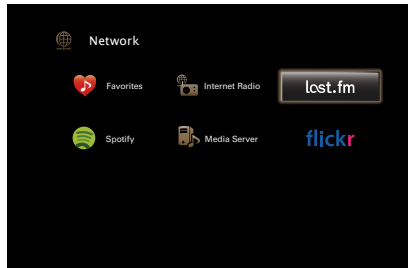 Network
Favorites Internet Radio last.fm
Spotify Media Server flickr